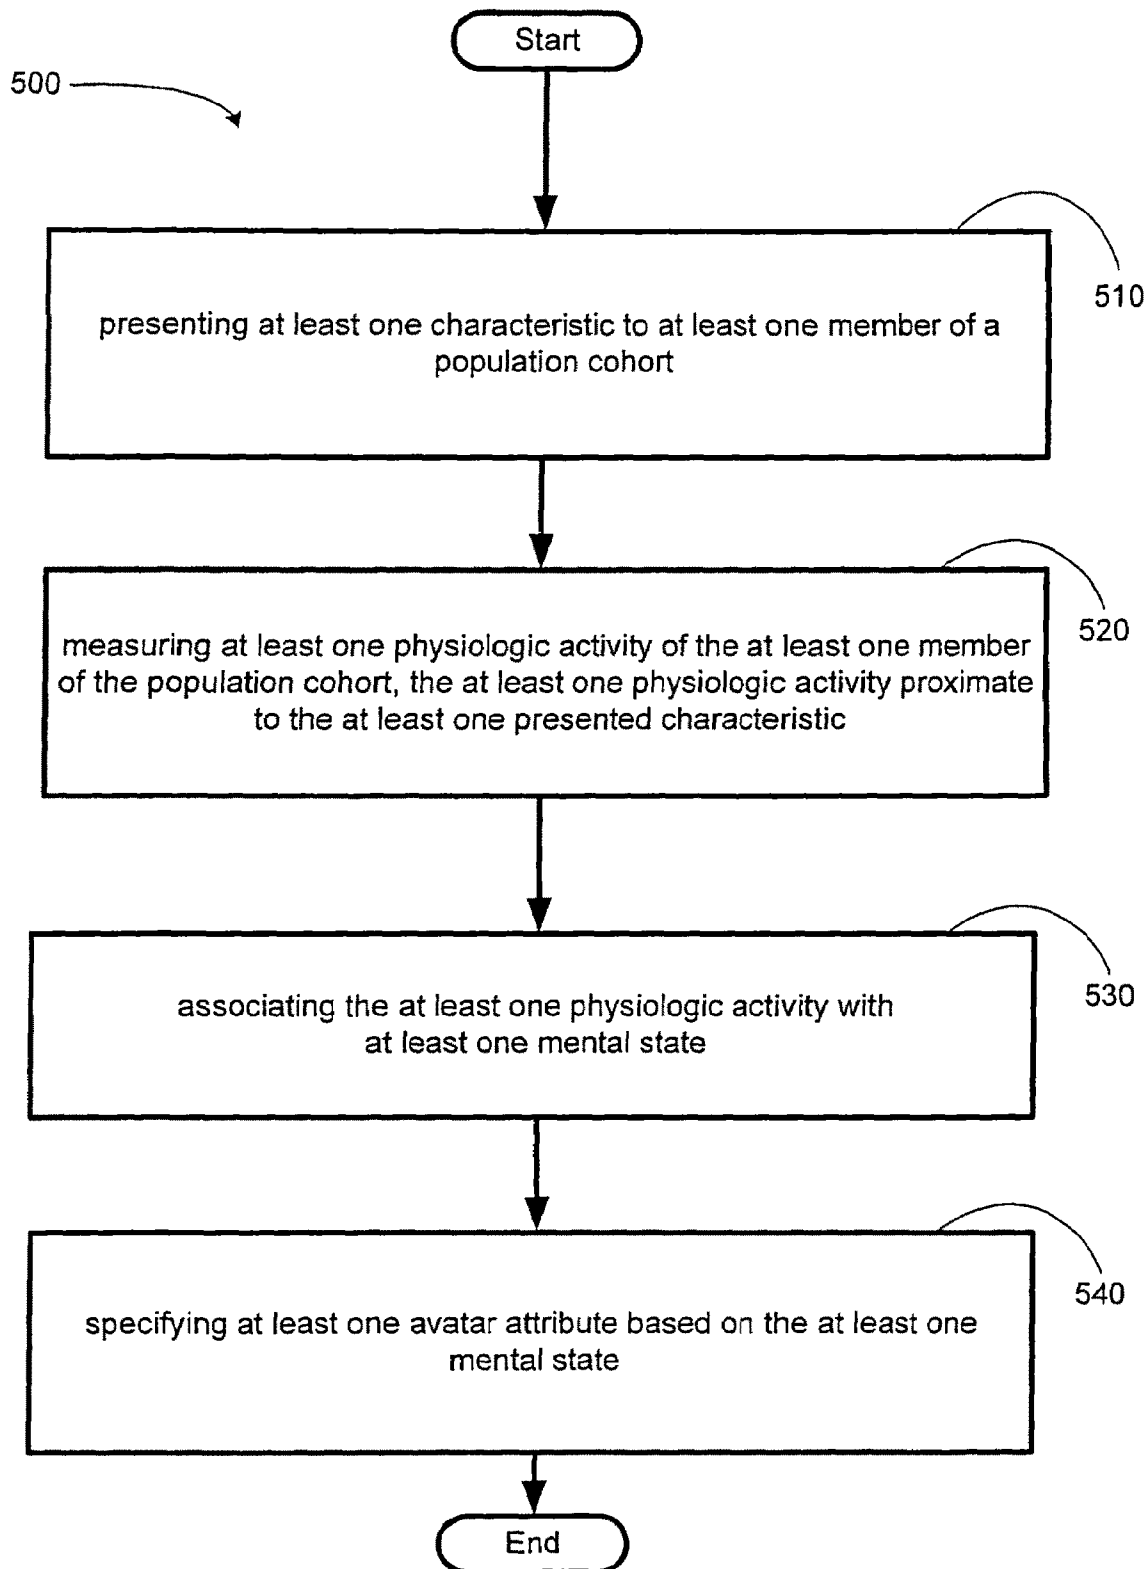 Start
500
510
presenting at least one characteristic to at least one member of a
population cohort
520
measuring at least one physiologic activity of the at least one member
of the population cohort, the at least one physiologic activity proximate
to the at least one presented characteristic
530
associating the at least one physiologic activity with
at least one mental state
540
specifying at least one avatar attribute based on the at least one
mental state
End